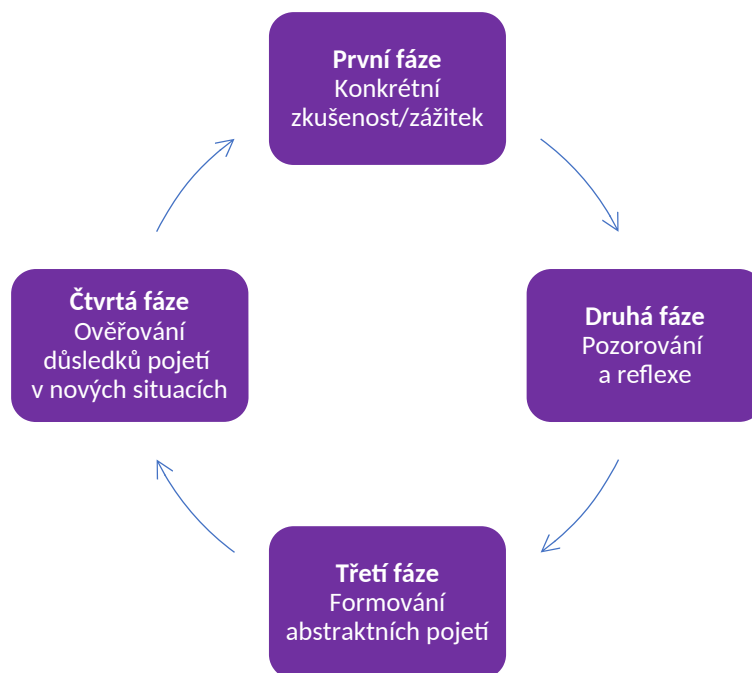 První fáze
Konkrétní
zkušenost/zážitek
Druhá fáze
Pozorování
a reflexe
Třetí fáze
Formování
abstraktních pojetí
Čtvrtá fáze
Ověřování
důsledků pojetí
v nových situacích